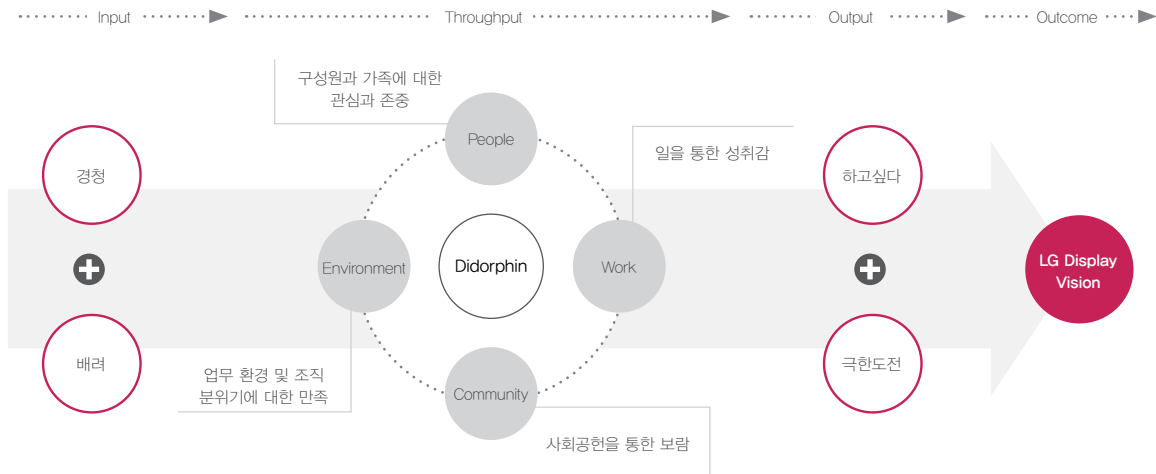 Input
Throughput
Output
Outcome
구성원과 가족에 대한
관심과 존중
People
일을 통한 성취감
경청
하고싶다
Environment
Didorphin
Work
LG Display
Vision
배려
극한도전
업무 환경 및 조직
분위기에 대한 만족
Community
사회공헌을 통한 보람